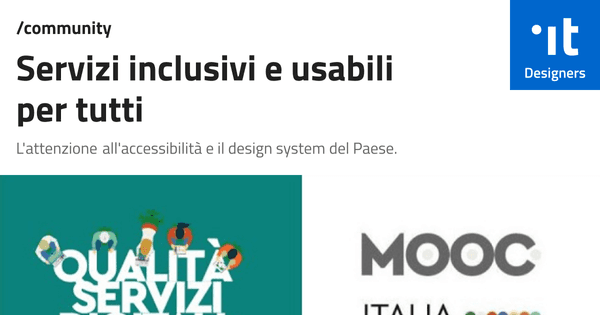 /community
Servizi inclusivi e usabili
per tutti
L'attenzione all'accessibilità e il design system del Paese.
it
Designers
QUALITÀ
SERVIZI
MOOC
ITALIA